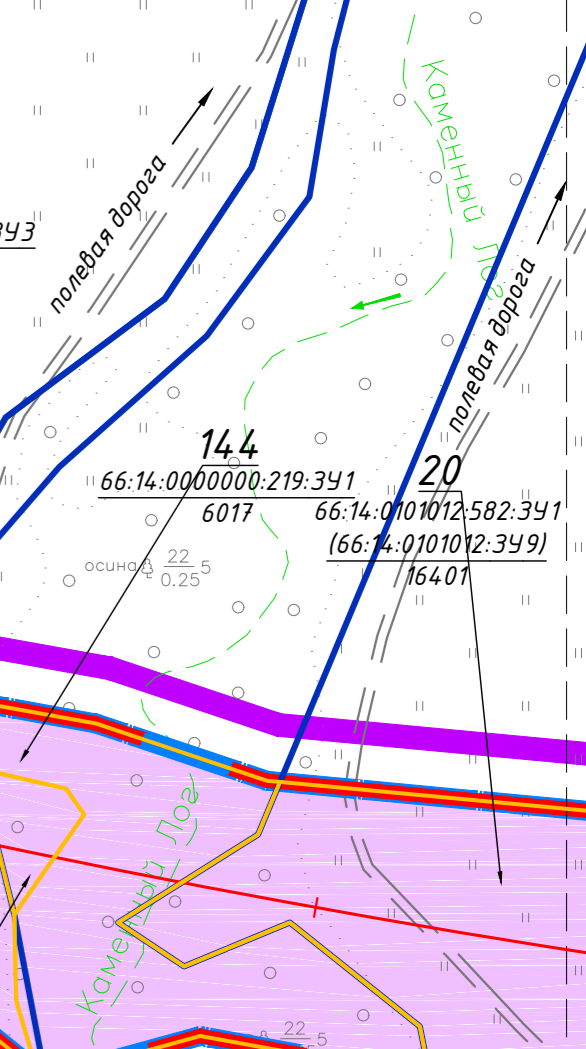 Каменный Лог
полевая дорога
ЗУ3
полевая дорога
144
66:14:0000000:219:ЗУ1
6017
20
66:14:0101012:582:ЗУ1
(66:14:0101012:ЗУ9)
16401
осина 22 5
0.25
Каменный Лог
22 5